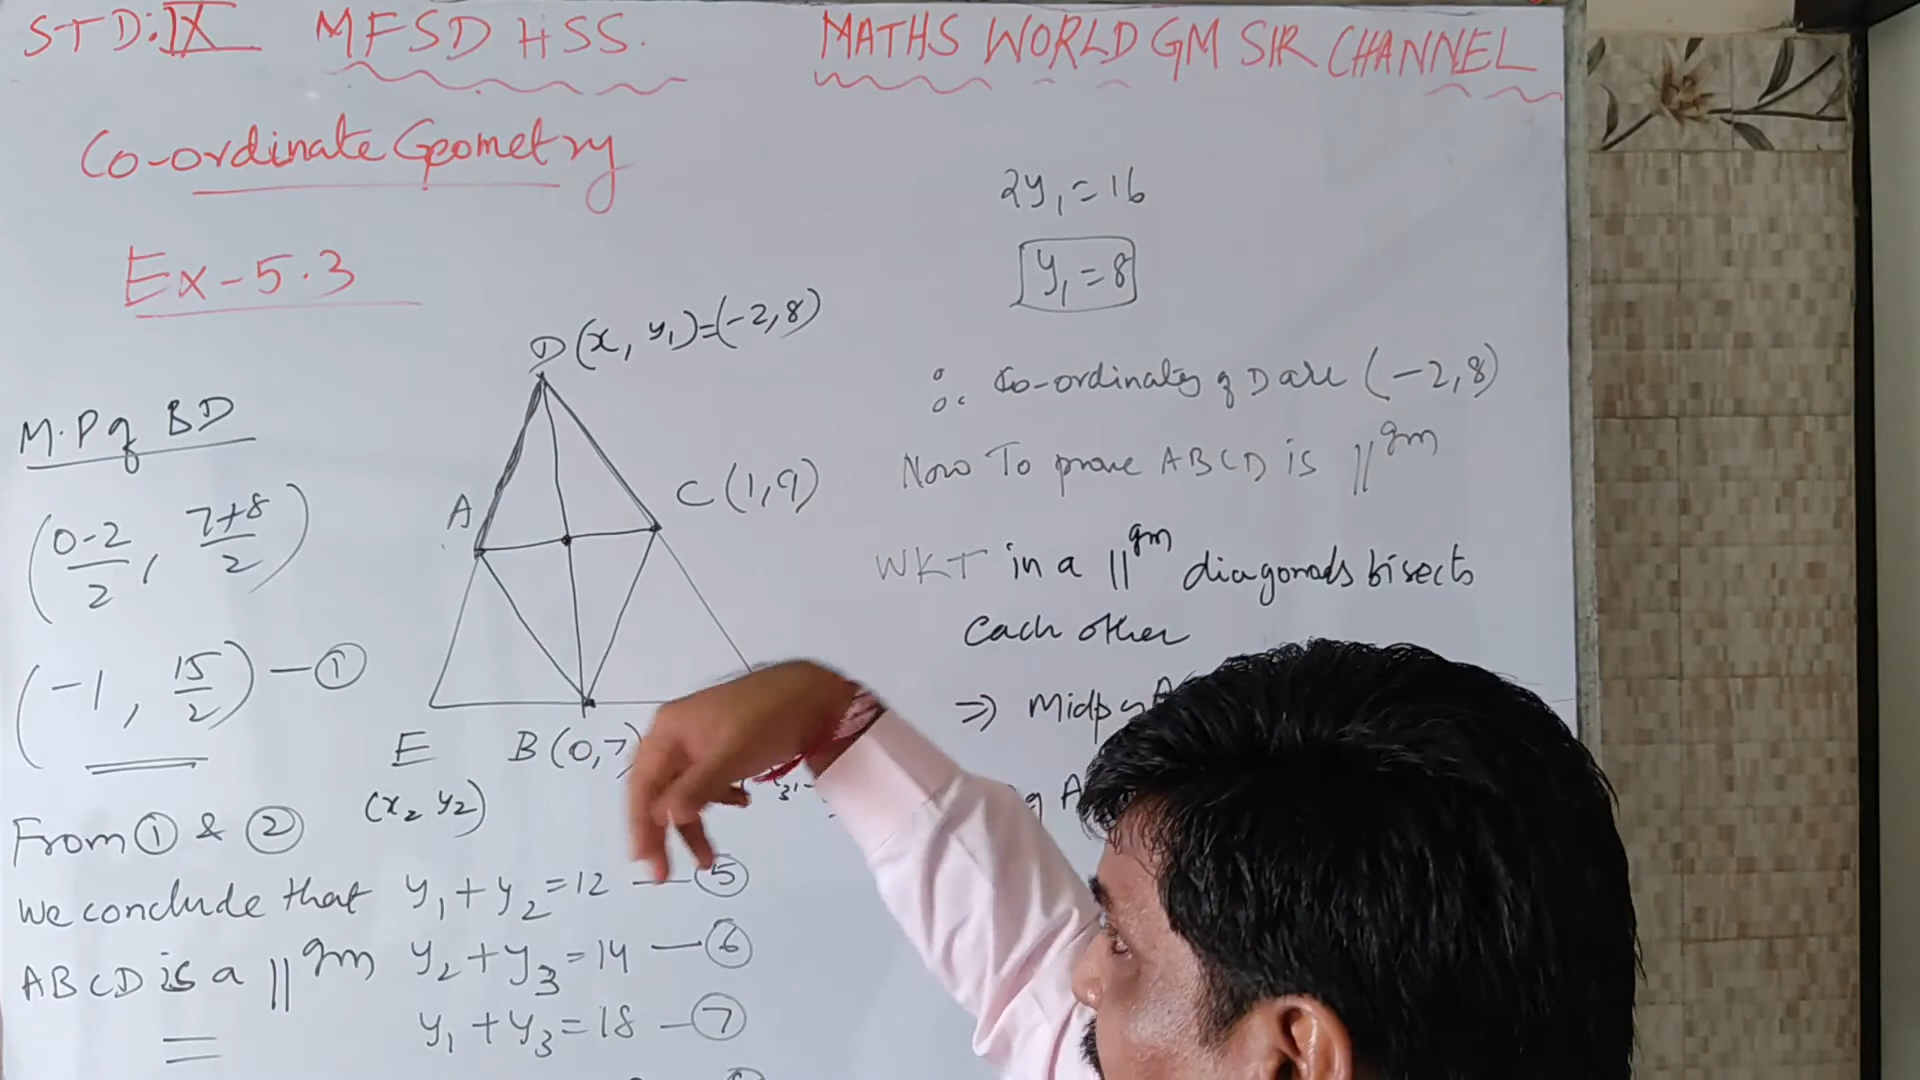 STD:IX MFSD HSS. MATHS WORLD GM SIR CHANNEL
Co-ordinate Geometry
Ex-5.3
M.P of BD
(0-2/2, 7+8/2)
(-1, 15/2) — ①
From ① & ②
We conclude that
ABCD is a ||gm
D(x, y₁)=(-2,8)
A
C(1,9)
E
B(0,7)
(x₂ y₂)
y₁+y₂=12 — ⑤
y₂+y₃=14 — ⑥
y₁+y₃=18 — ⑦
2y₁=16
y₁=8
∴ Co-ordinates of D are (-2,8)
Now To prove ABCD is ||gm
WKT in a ||gm diagonals bisects
each other
⇒ Midp of